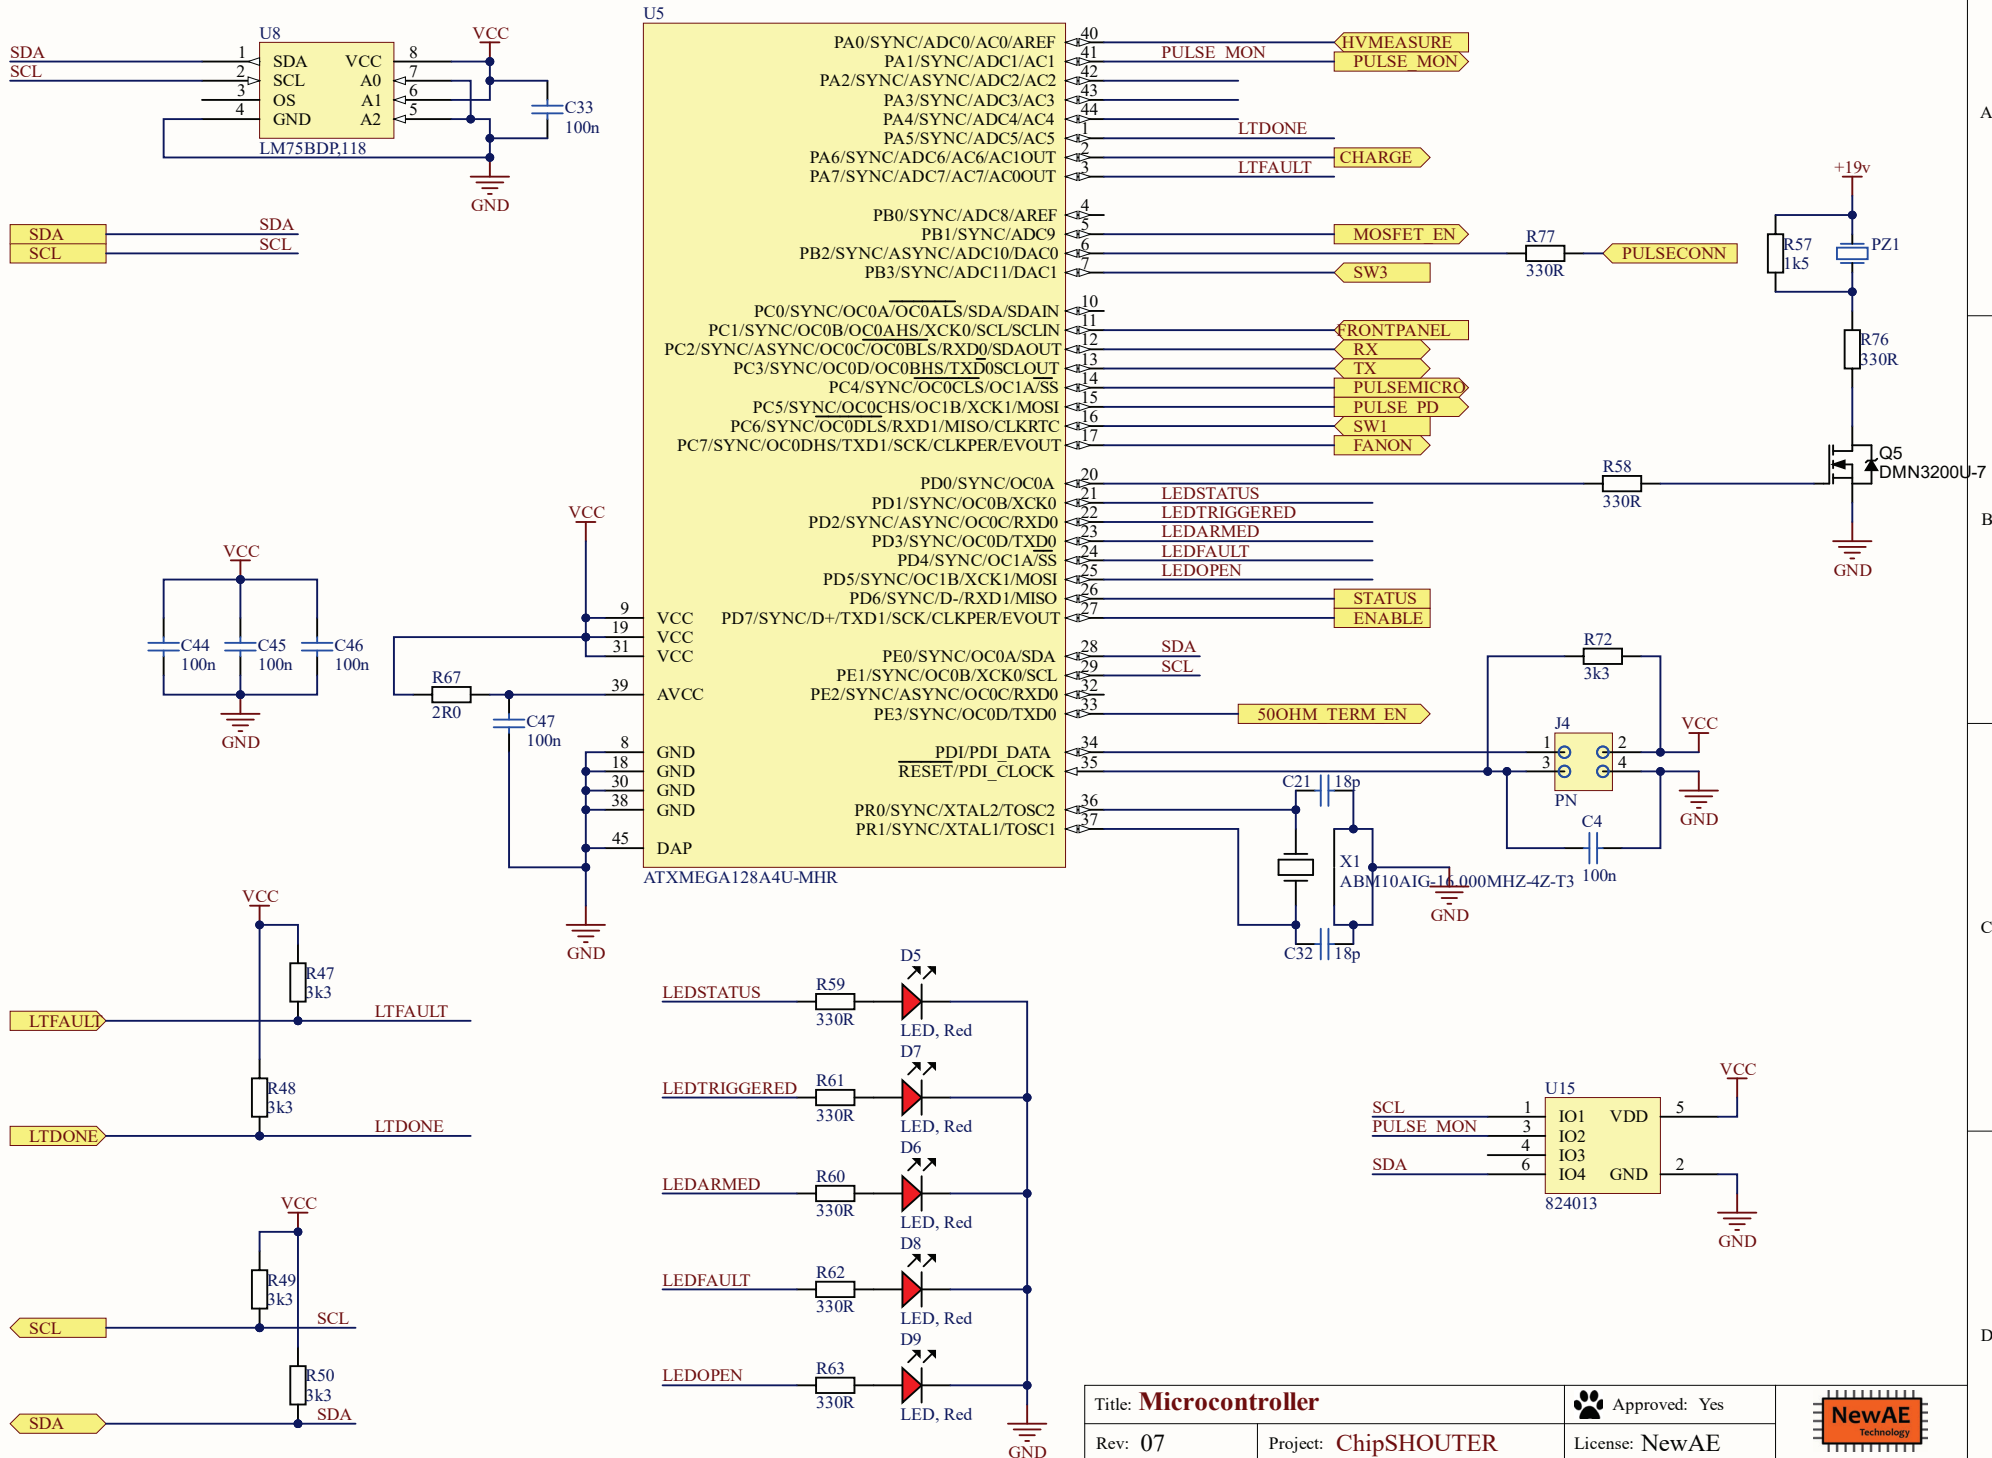 U5
U8
VCC
SDA 1 SDA VCC 8
SCL 2 SCL A0 7
3 OS A1 6
4 GND A2 5
C33
100n
LM75BDP,118
GND
SDA SDA
SCL SCL
PA0/SYNC/ADC0/AC0/AREF 40 HVMEASURE
PA1/SYNC/ADC1/AC1 41 PULSE_MON PULSE_MON
PA2/SYNC/ASYNC/ADC2/AC2 42
PA3/SYNC/ADC3/AC3 43
PA4/SYNC/ADC4/AC4 44
PA5/SYNC/ADC5/AC5 1 LTDONE
PA6/SYNC/ADC6/AC6/AC1OUT 2 CHARGE
PA7/SYNC/ADC7/AC7/AC0OUT 3 LTFAULT
PB0/SYNC/ADC8/AREF 4
PB1/SYNC/ADC9 5 MOSFET_EN
PB2/SYNC/ASYNC/ADC10/DAC0 6 R77 330R PULSECONN
PB3/SYNC/ADC11/DAC1 7 SW3
PC0/SYNC/OC0A/OC0ALS/SDA/SDAIN 10
PC1/SYNC/OC0B/OC0AHS/XCK0/SCL/SCLIN 11 FRONTPANEL
PC2/SYNC/ASYNC/OC0C/OC0BLS/RXD0/SDAOUT 12 RX
PC3/SYNC/OC0D/OC0BHS/TXD0SCLOUT 13 TX
PC4/SYNC/OC0CLS/OC1A/SS 14 PULSEMICRO
PC5/SYNC/OC0CHS/OC1B/XCK1/MOSI 15 PULSE_PD
PC6/SYNC/OC0DLS/RXD1/MISO/CLKRTC 16 SW1
PC7/SYNC/OC0DHS/TXD1/SCK/CLKPER/EVOUT 17 FANON
PD0/SYNC/OC0A 20 R58 330R
PD1/SYNC/OC0B/XCK0 21 LEDSTATUS
PD2/SYNC/ASYNC/OC0C/RXD0 22 LEDTRIGGERED
PD3/SYNC/OC0D/TXD0 23 LEDARMED
PD4/SYNC/OC1A/SS 24 LEDFAULT
PD5/SYNC/OC1B/XCK1/MOSI 25 LEDOPEN
PD6/SYNC/D-/RXD1/MISO 26 STATUS
PD7/SYNC/D+/TXD1/SCK/CLKPER/EVOUT 27 ENABLE
PE0/SYNC/OC0A/SDA 28 SDA
PE1/SYNC/OC0B/XCK0/SCL 29 SCL
PE2/SYNC/ASYNC/OC0C/RXD0 32
PE3/SYNC/OC0D/TXD0 33 50OHM_TERM_EN
PDI/PDI_DATA 34
RESET/PDI_CLOCK 35
PR0/SYNC/XTAL2/TOSC2 36
PR1/SYNC/XTAL1/TOSC1 37
+19v
R57
1k5
PZ1
R76
330R
Q5
DMN3200U-7
GND
VCC
9 VCC
19 VCC
31 VCC
39 AVCC
8 GND
18 GND
30 GND
38 GND
45 DAP
ATXMEGA128A4U-MHR
GND
VCC
C44
100n
C45
100n
C46
100n
GND
R67
2R0
C47
100n
R72
3k3
J4
1 2
3 4
PN
VCC
GND
C4
100n
C21 18p
X1
ABM10AIG-16.000MHZ-4Z-T3
GND
C32 18p
VCC
R47
3k3
LTFAULT LTFAULT
R48
3k3
LTDONE LTDONE
VCC
R49
3k3
SCL SCL
R50
3k3
SDA SDA
D5
LEDSTATUS R59
330R LED, Red
D7
LEDTRIGGERED R61
330R LED, Red
D6
LEDARMED R60
330R LED, Red
D8
LEDFAULT R62
330R LED, Red
D9
LEDOPEN R63
330R LED, Red
GND
U15
VCC
SCL 1 IO1 VDD 5
PULSE_MON 3 IO2
4 IO3
SDA 6 IO4 GND 2
824013
GND
A
B
C
D
Title: Microcontroller
Approved: Yes
Rev: 07
Project: ChipSHOUTER
License: NewAE
NewAE
Technology